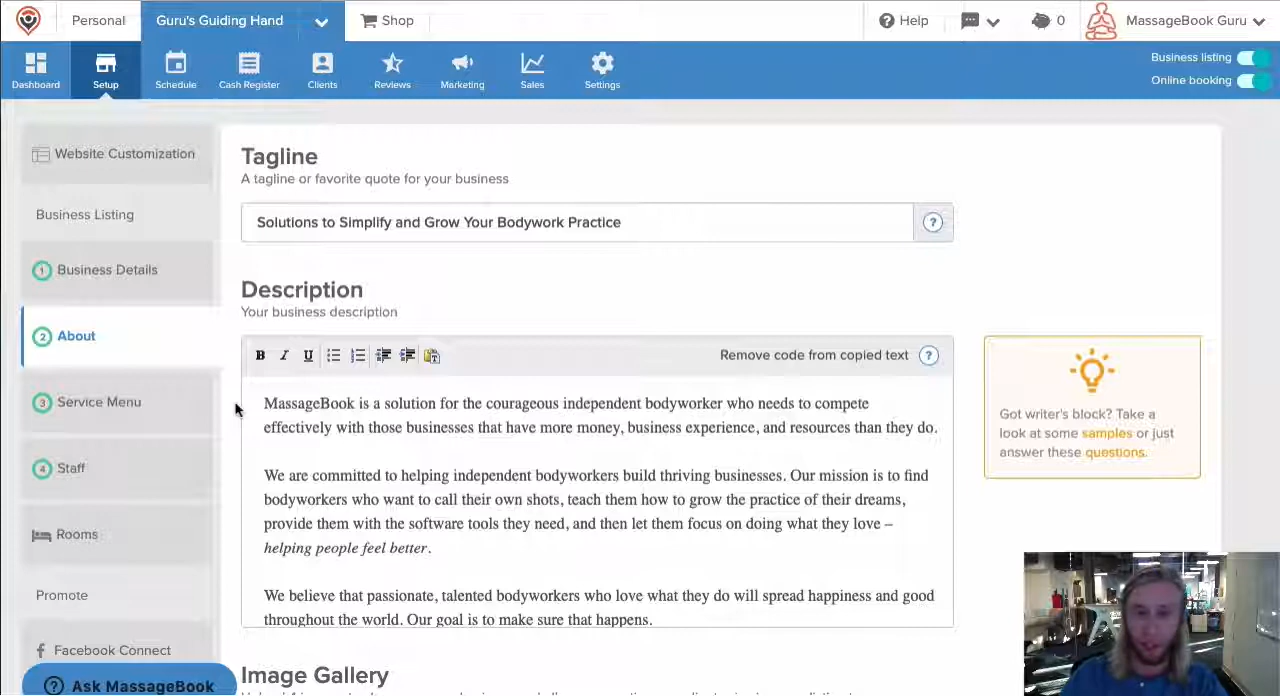 Personal
Guru's Guiding Hand
Shop
Help
0
MassageBook Guru
Dashboard
Setup
Schedule
Cash Register
Clients
Reviews
Marketing
Sales
Settings
Business listing
Online booking
Website Customization
Business Listing
1 Business Details
2 About
3 Service Menu
4 Staff
Rooms
Promote
Facebook Connect
? Ask MassageBook
Tagline
A tagline or favorite quote for your business
Solutions to Simplify and Grow Your Bodywork Practice
?
Description
Your business description
B I U
Remove code from copied text ?
MassageBook is a solution for the courageous independent bodyworker who needs to compete
effectively with those businesses that have more money, business experience, and resources than they do.
We are committed to helping independent bodyworkers build thriving businesses. Our mission is to find
bodyworkers who want to call their own shots, teach them how to grow the practice of their dreams,
provide them with the software tools they need, and then let them focus on doing what they love –
helping people feel better.
We believe that passionate, talented bodyworkers who love what they do will spread happiness and good
throughout the world. Our goal is to make sure that happens.
Got writer's block? Take a
look at some samples or just
answer these questions.
Image Gallery